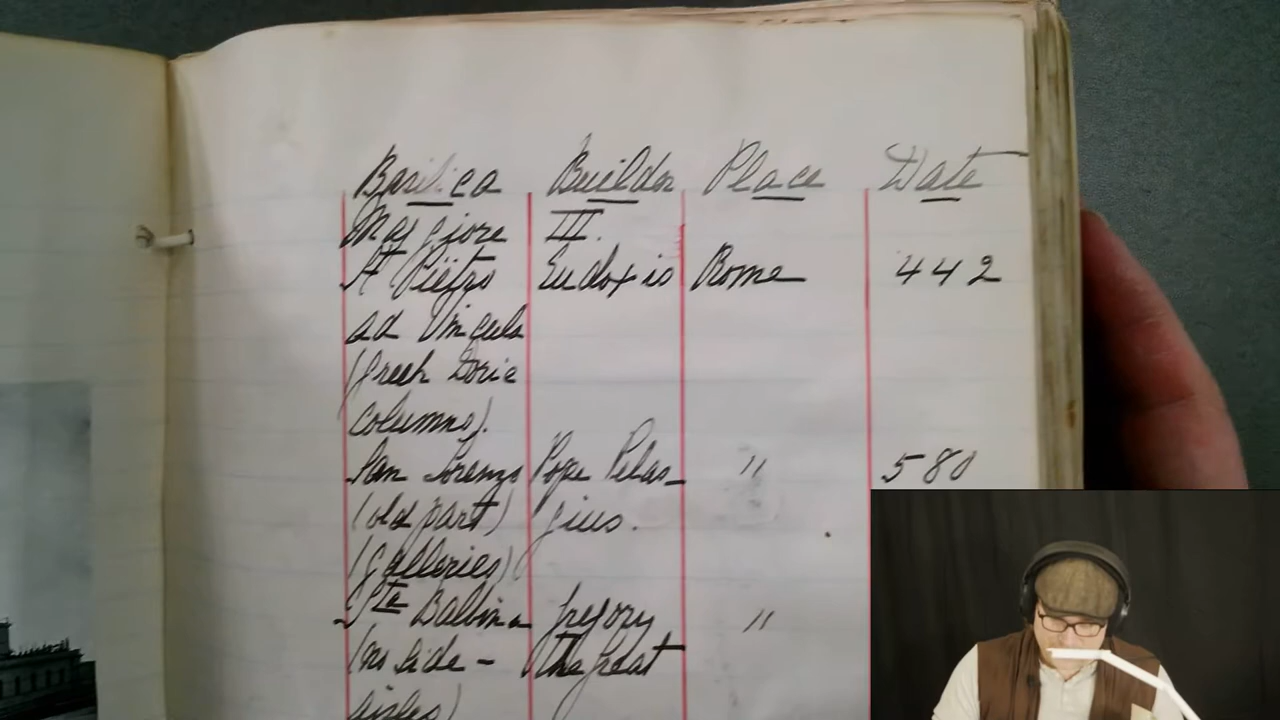 Basilica Builder Place Date
Maggiore III.
St Pietro Eudoxia Rome 442
ad Vincula
(Greek Doric
columns).
San Lorenzo Pope Pelas- " 580
(old part) gius.
(Galleries)
Ste Balbina Gregory "
(no side- the Great
aisles)